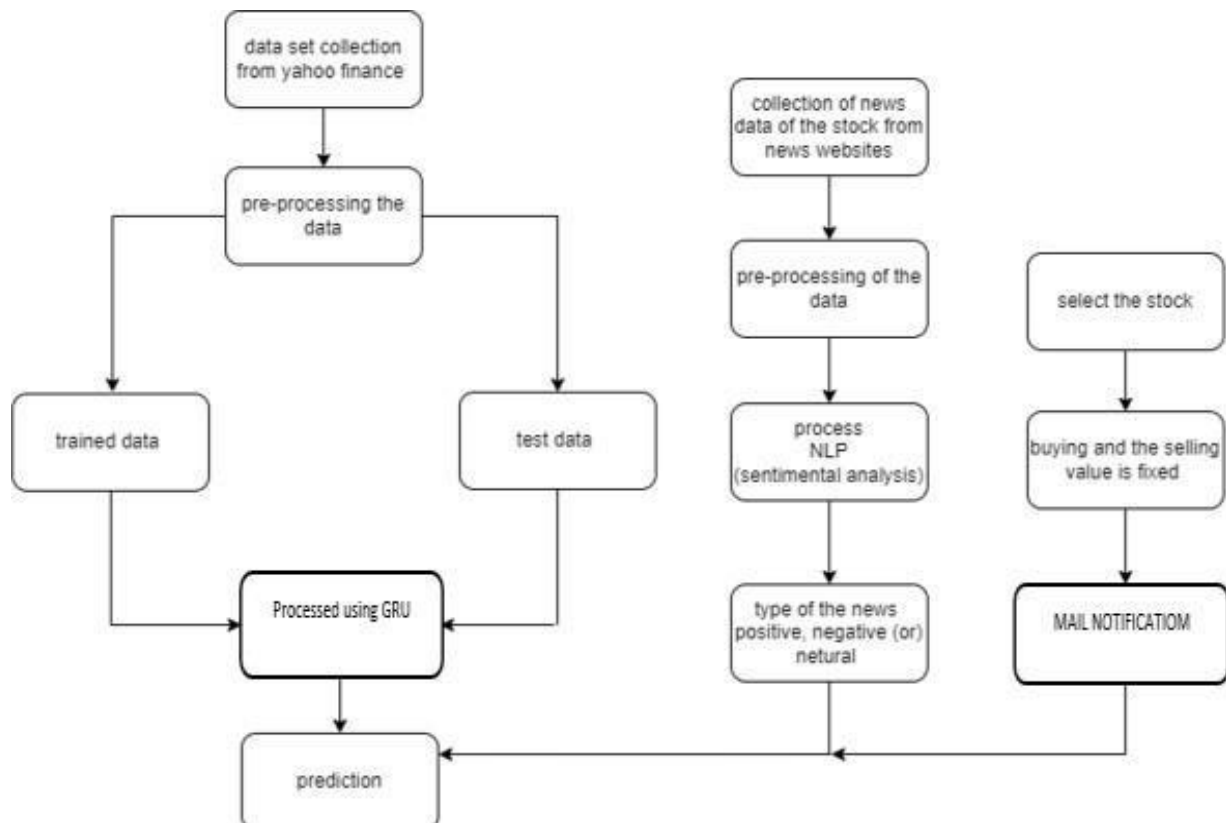 data set collection
from yahoo finance
pre-processing the
data
trained data
test data
Processed using GRU
prediction
collection of news
data of the stock from
news websites
pre-processing of the
data
process
NLP
(sentimental analysis)
type of the news
positive, negative (or)
netural
select the stock
buying and the selling
value is fixed
MAIL NOTIFICATIOM